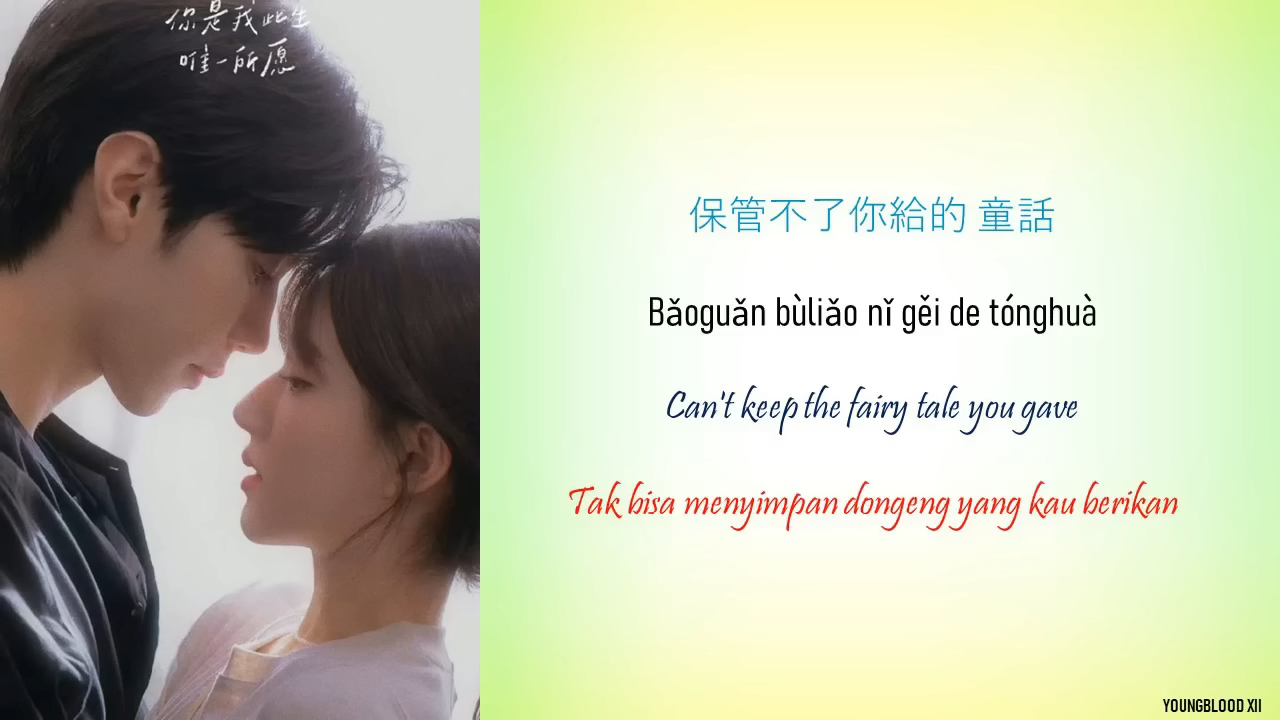 你是我此生
唯一所愿
保管不了你給的 童話
Bǎoguǎn bùliǎo nǐ gěi de tónghuà
Can't keep the fairy tale you gave
Tak bisa menyimpan dongeng yang kau berikan
YOUNGBLOOD XII